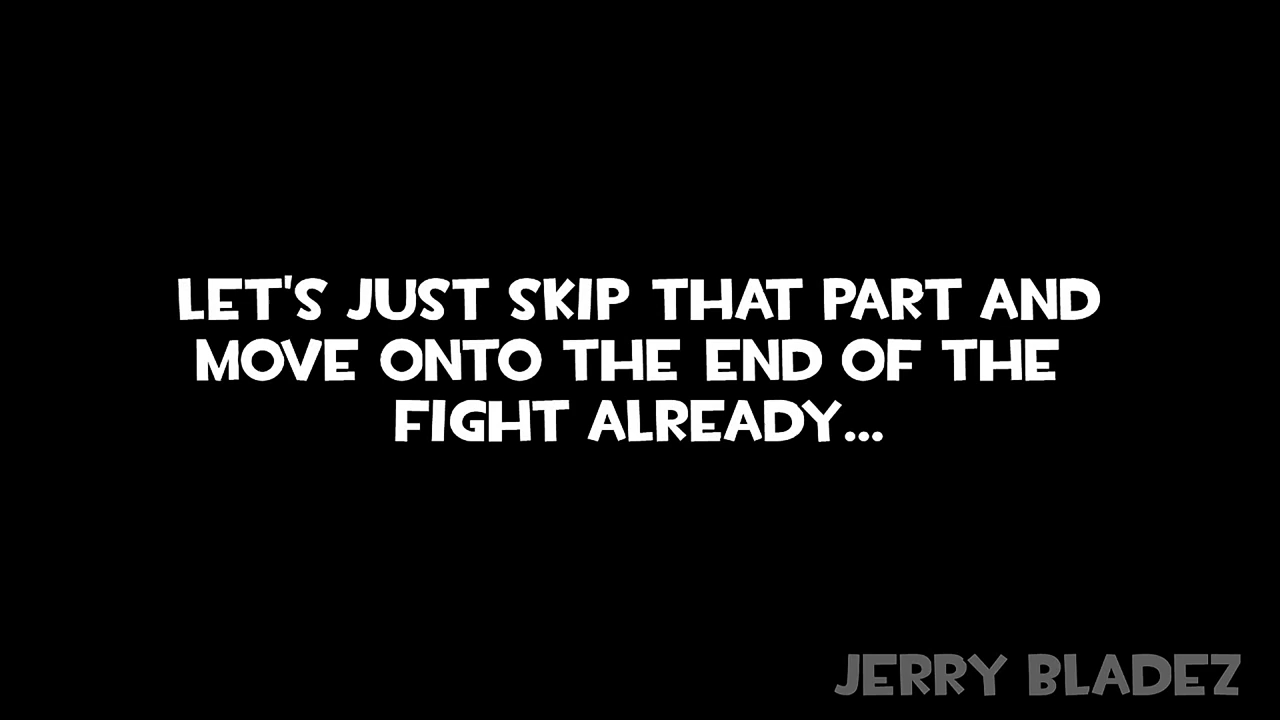 LET'S JUST SKIP THAT PART AND
MOVE ONTO THE END OF THE
FIGHT ALREADY...
JERRY BLADEZ